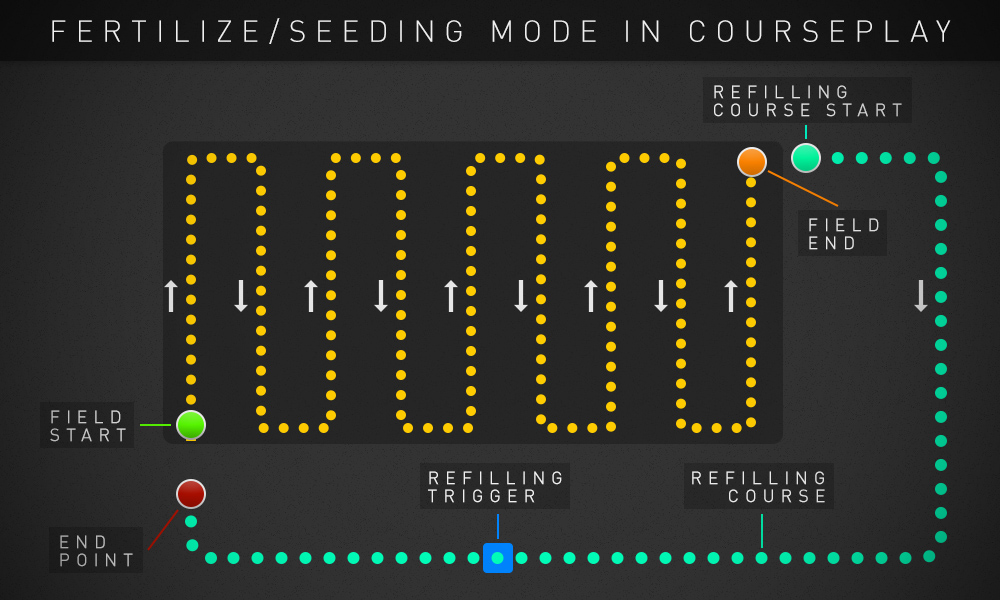 FERTILIZE/SEEDING MODE IN COURSEPLAY
REFILLING
COURSE START
FIELD
END
FIELD
START
REFILLING
TRIGGER
REFILLING
COURSE
END
POINT